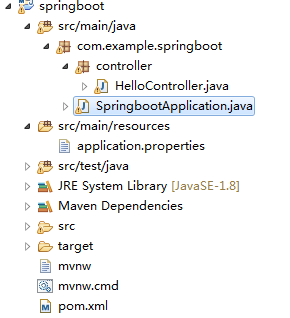 springboot
src/main/java
com.example.springboot
controller
HelloController.java
SpringbootApplication.java
src/main/resources
application.properties
src/test/java
JRE System Library [JavaSE-1.8]
Maven Dependencies
src
target
mvnw
mvnw.cmd
pom.xml